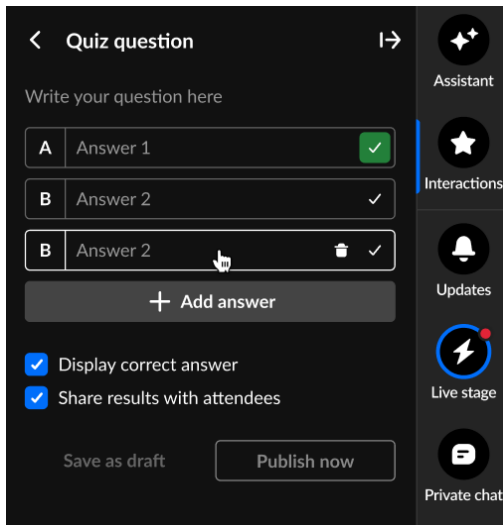 Quiz question
Write your question here
A Answer 1
B Answer 2
B Answer 2
Add answer
Display correct answer
Share results with attendees
Save as draft Publish now
Assistant
Interactions
Updates
Live stage
Private chat